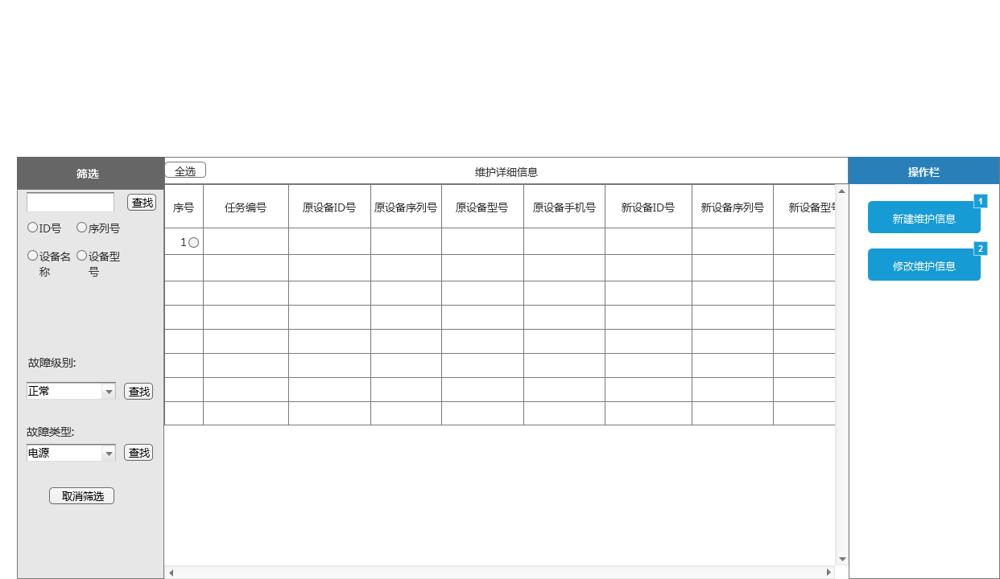 筛选
查找
ID号 序列号
设备名称 设备型号
故障级别:
正常 查找
故障类型:
电源 查找
取消筛选
全选 维护详细信息
序号 任务编号 原设备ID号 原设备序列号 原设备型号 原设备手机号 新设备ID号 新设备序列号 新设备型号
1
操作栏
新建维护信息 1
修改维护信息 2